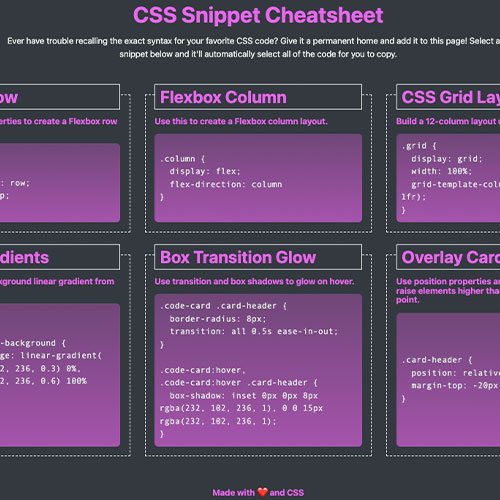 CSS Snippet Cheatsheet
Ever have trouble recalling the exact syntax for your favorite CSS code? Give it a permanent home and add it to this page! Select a
snippet below and it'll automatically select all of the code for you to copy.
ow
erties to create a Flexbox row
: row;
p;
Flexbox Column
Use this to create a Flexbox column layout.
.column {
display: flex;
flex-direction: column
}
CSS Grid Lay
Build a 12-column layout
.grid {
display: grid;
width: 100%;
grid-template-colu
1fr);
}
dients
kground linear gradient from
-background {
ge: linear-gradient(
2, 236, 0.3) 0%,
2, 236, 0.6) 100%
Box Transition Glow
Use transition and box shadows to glow on hover.
.code-card .card-header {
border-radius: 8px;
transition: all 0.5s ease-in-out;
}
.code-card:hover,
.code-card:hover .card-header {
box-shadow: inset 0px 0px 8px
rgba(232, 102, 236, 1), 0 0 15px
rgba(232, 102, 236, 1);
}
Overlay Card
Use position properties an
raise elements higher tha
point.
.card-header {
position: relative
margin-top: -20px
}
Made with ❤️ and CSS